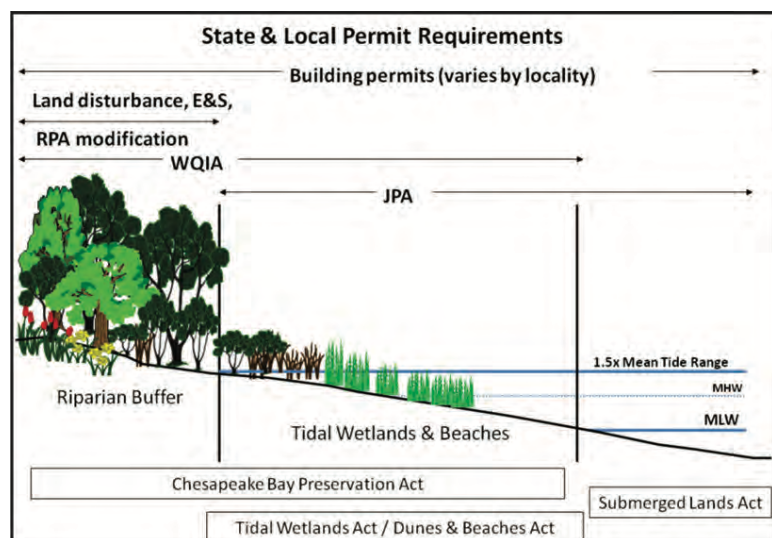 State & Local Permit Requirements
Building permits (varies by locality)
Land disturbance, E&S,
RPA modification
WQIA
JPA
1.5x Mean Tide Range
MHW
Riparian Buffer
MLW
Tidal Wetlands & Beaches
Chesapeake Bay Preservation Act
Submerged Lands Act
Tidal Wetlands Act / Dunes & Beaches Act